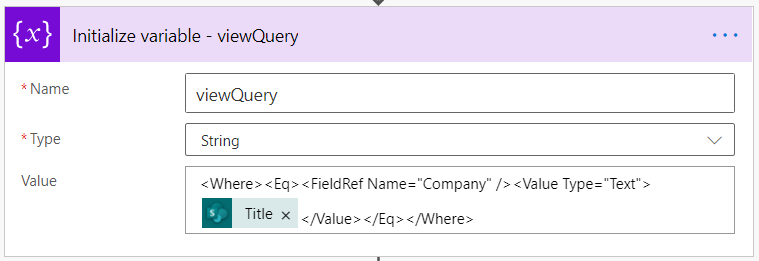 {x} Initialize variable - viewQuery ...
* Name viewQuery
* Type String
Value <Where><Eq><FieldRef Name="Company" /><Value Type="Text">
S Title × </Value></Eq></Where>